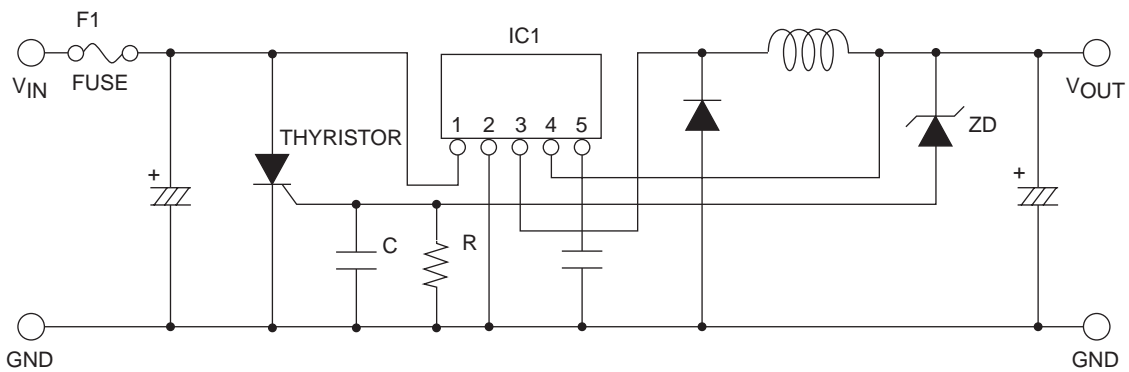 F1
IC1
VIN
FUSE
VOUT
1 2 3 4 5
THYRISTOR
ZD
+
+
C
R
GND
GND